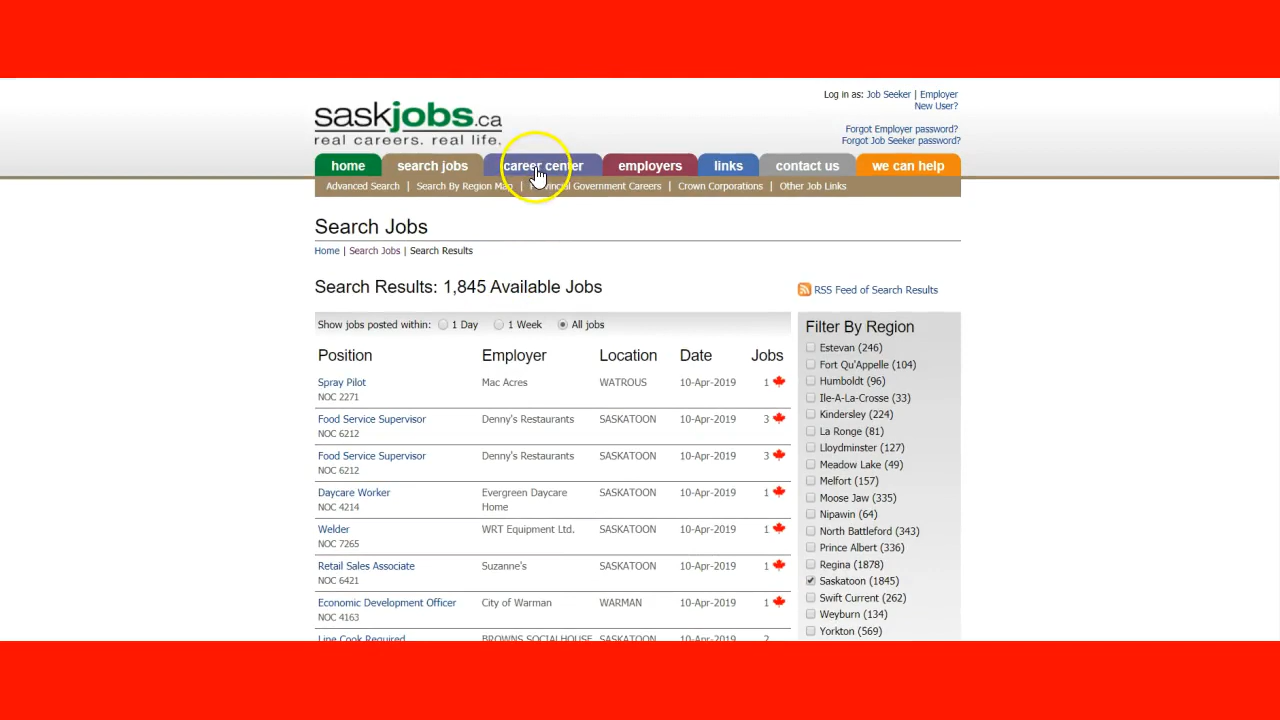 Log in as: Job Seeker | Employer
New User?
saskjobs.ca
real careers. real life.
Forgot Employer password?
Forgot Job Seeker password?
home search jobs career center employers links contact us we can help
Advanced Search | Search By Region Map | Government Careers | Crown Corporations | Other Job Links
Search Jobs
Home | Search Jobs | Search Results
Search Results: 1,845 Available Jobs
RSS Feed of Search Results
Show jobs posted within: 1 Day 1 Week All jobs
Position Employer Location Date Jobs
Spray Pilot Mac Acres WATROUS 10-Apr-2019 1
NOC 2271
Food Service Supervisor Denny's Restaurants SASKATOON 10-Apr-2019 3
NOC 6212
Food Service Supervisor Denny's Restaurants SASKATOON 10-Apr-2019 3
NOC 6212
Daycare Worker Evergreen Daycare Home SASKATOON 10-Apr-2019 1
NOC 4214
Welder WRT Equipment Ltd. SASKATOON 10-Apr-2019 1
NOC 7265
Retail Sales Associate Suzanne's SASKATOON 10-Apr-2019 1
NOC 6421
Economic Development Officer City of Warman WARMAN 10-Apr-2019 1
NOC 4163
Line Cook Required BROWNS SOCIALHOUSE SASKATOON 10-Apr-2019 2
Filter By Region
Estevan (246)
Fort Qu'Appelle (104)
Humboldt (96)
Ile-A-La-Crosse (33)
Kindersley (224)
La Ronge (81)
Lloydminster (127)
Meadow Lake (49)
Melfort (157)
Moose Jaw (335)
Nipawin (64)
North Battleford (343)
Prince Albert (336)
Regina (1878)
Saskatoon (1845)
Swift Current (262)
Weyburn (134)
Yorkton (569)